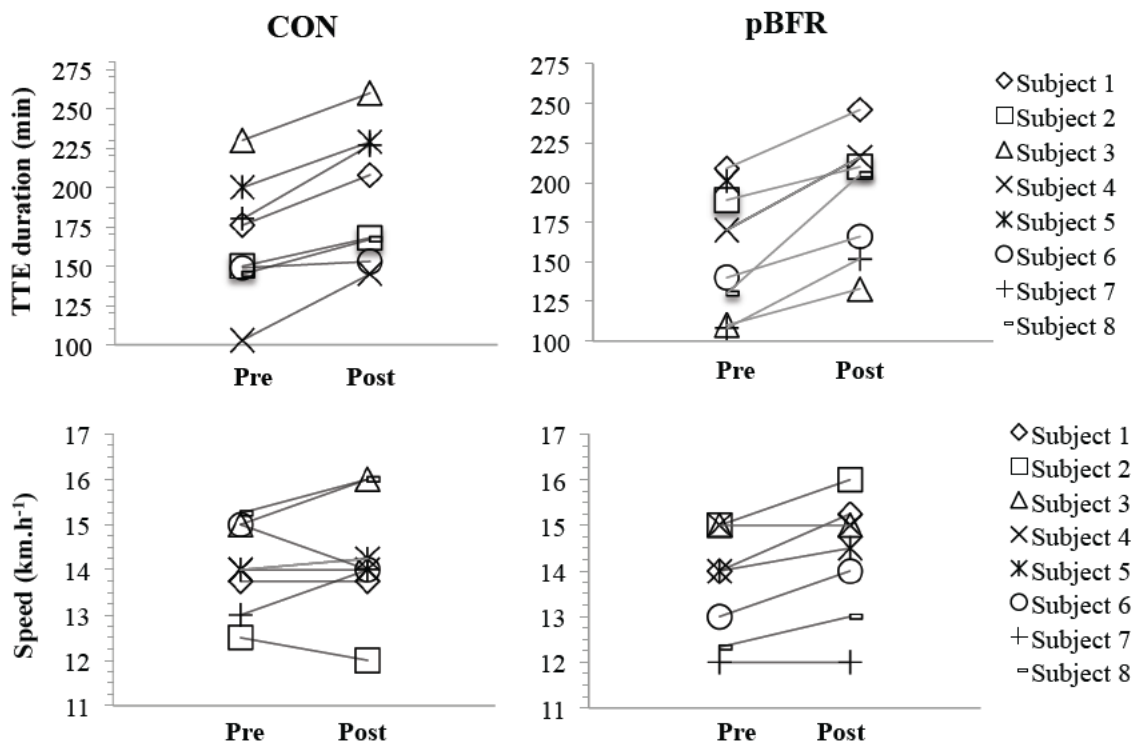 CON
pBFR
TTE duration (min)
275
250
225
200
175
150
125
100
Pre
Post
275
250
225
200
175
150
125
100
Pre
Post
Subject 1
Subject 2
Subject 3
Subject 4
Subject 5
Subject 6
Subject 7
Subject 8
Speed (km.h⁻¹)
17
16
15
14
13
12
11
Pre
Post
17
16
15
14
13
12
11
Pre
Post
Subject 1
Subject 2
Subject 3
Subject 4
Subject 5
Subject 6
Subject 7
Subject 8